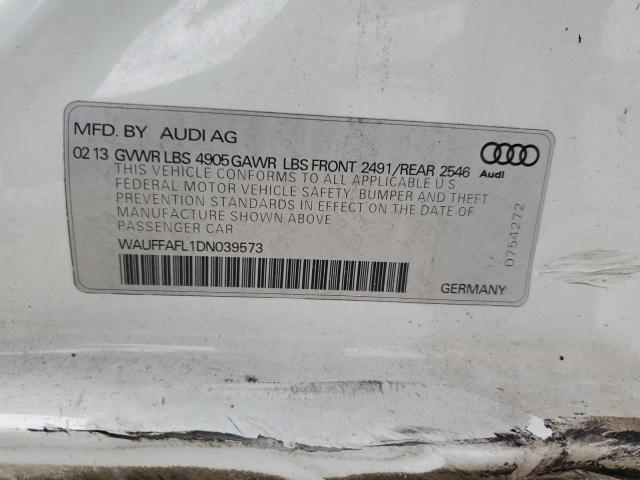 MFD. BY AUDI AG
02 13 GVWR LBS 4905 GAWR LBS FRONT 2491/REAR 2546
THIS VEHICLE CONFORMS TO ALL APPLICABLE U.S
FEDERAL MOTOR VEHICLE SAFETY; BUMPER AND THEFT
PREVENTION STANDARDS IN EFFECT ON THE DATE OF
MANUFACTURE SHOWN ABOVE
PASSENGER CAR
WAUFFAFL1DN039573
Audi
0754272
GERMANY